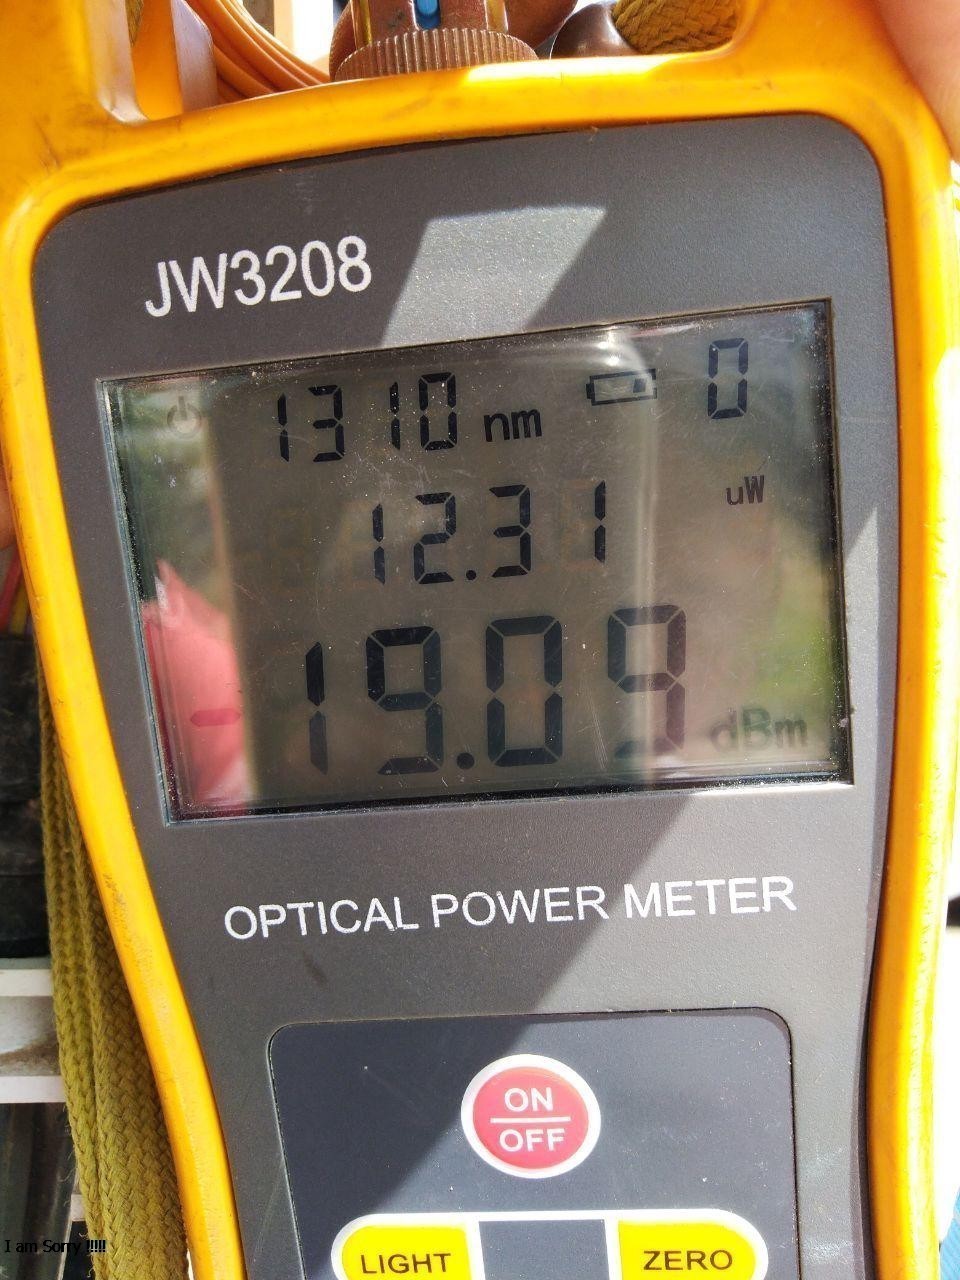 JW3208
1310 nm 0
12.31 uW
-19.09 dBm
OPTICAL POWER METER
ON
OFF
LIGHT ZERO
I am Sorry !!!!!